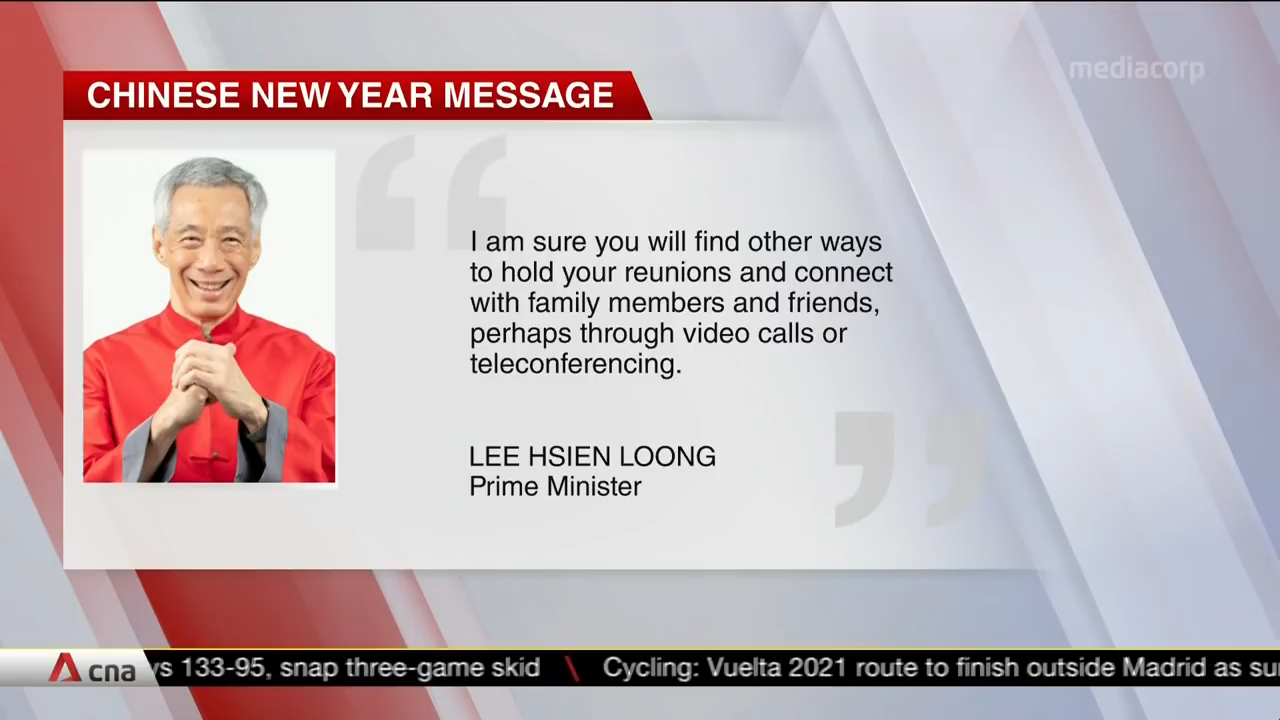 mediacorp
CHINESE NEW YEAR MESSAGE
I am sure you will find other ways
to hold your reunions and connect
with family members and friends,
perhaps through video calls or
teleconferencing.
LEE HSIEN LOONG
Prime Minister
cna
133-95, snap three-game skid \ Cycling: Vuelta 2021 route to finish outside Madrid as